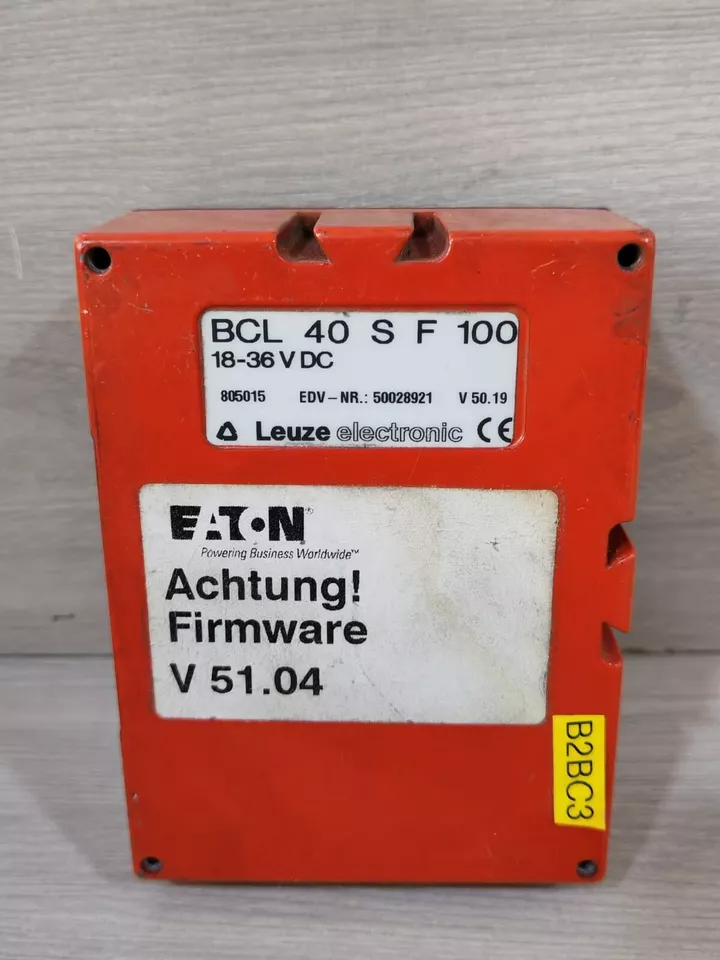 BCL 40 S F 100
18-36 V DC
805015 EDV-NR.: 50028921 V 50.19
Leuze electronic CE
EATON®
Powering Business Worldwide™
Achtung!
Firmware
V 51.04
B2BC3